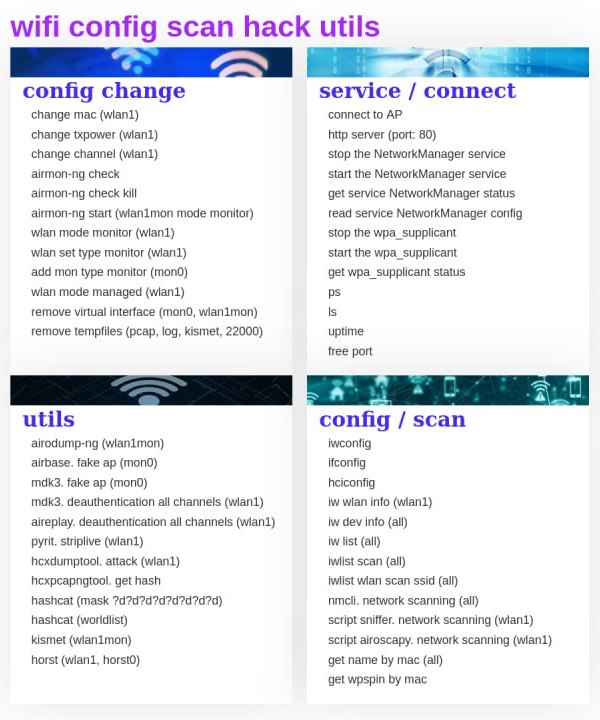 wifi config scan hack utils
config change
change mac (wlan1)
change txpower (wlan1)
change channel (wlan1)
airmon-ng check
airmon-ng check kill
airmon-ng start (wlan1mon mode monitor)
wlan mode monitor (wlan1)
wlan set type monitor (wlan1)
add mon type monitor (mon0)
wlan mode managed (wlan1)
remove virtual interface (mon0, wlan1mon)
remove tempfiles (pcap, log, kismet, 22000)
service / connect
connect to AP
http server (port: 80)
stop the NetworkManager service
start the NetworkManager service
get service NetworkManager status
read service NetworkManager config
stop the wpa_supplicant
start the wpa_supplicant
get wpa_supplicant status
ps
ls
uptime
free port
utils
airodump-ng (wlan1mon)
airbase. fake ap (mon0)
mdk3. fake ap (mon0)
mdk3. deauthentication all channels (wlan1)
aireplay. deauthentication all channels (wlan1)
pyrit. striplive (wlan1)
hcxdumptool. attack (wlan1)
hcxpcapngtool. get hash
hashcat (mask ?d?d?d?d?d?d?d?d)
hashcat (worldlist)
kismet (wlan1mon)
horst (wlan1, horst0)
config / scan
iwconfig
ifconfig
hciconfig
iw wlan info (wlan1)
iw dev info (all)
iw list (all)
iwlist scan (all)
iwlist wlan scan ssid (all)
nmcli. network scanning (all)
script sniffer. network scanning (wlan1)
script airoscapy. network scanning (wlan1)
get name by mac (all)
get wpspin by mac